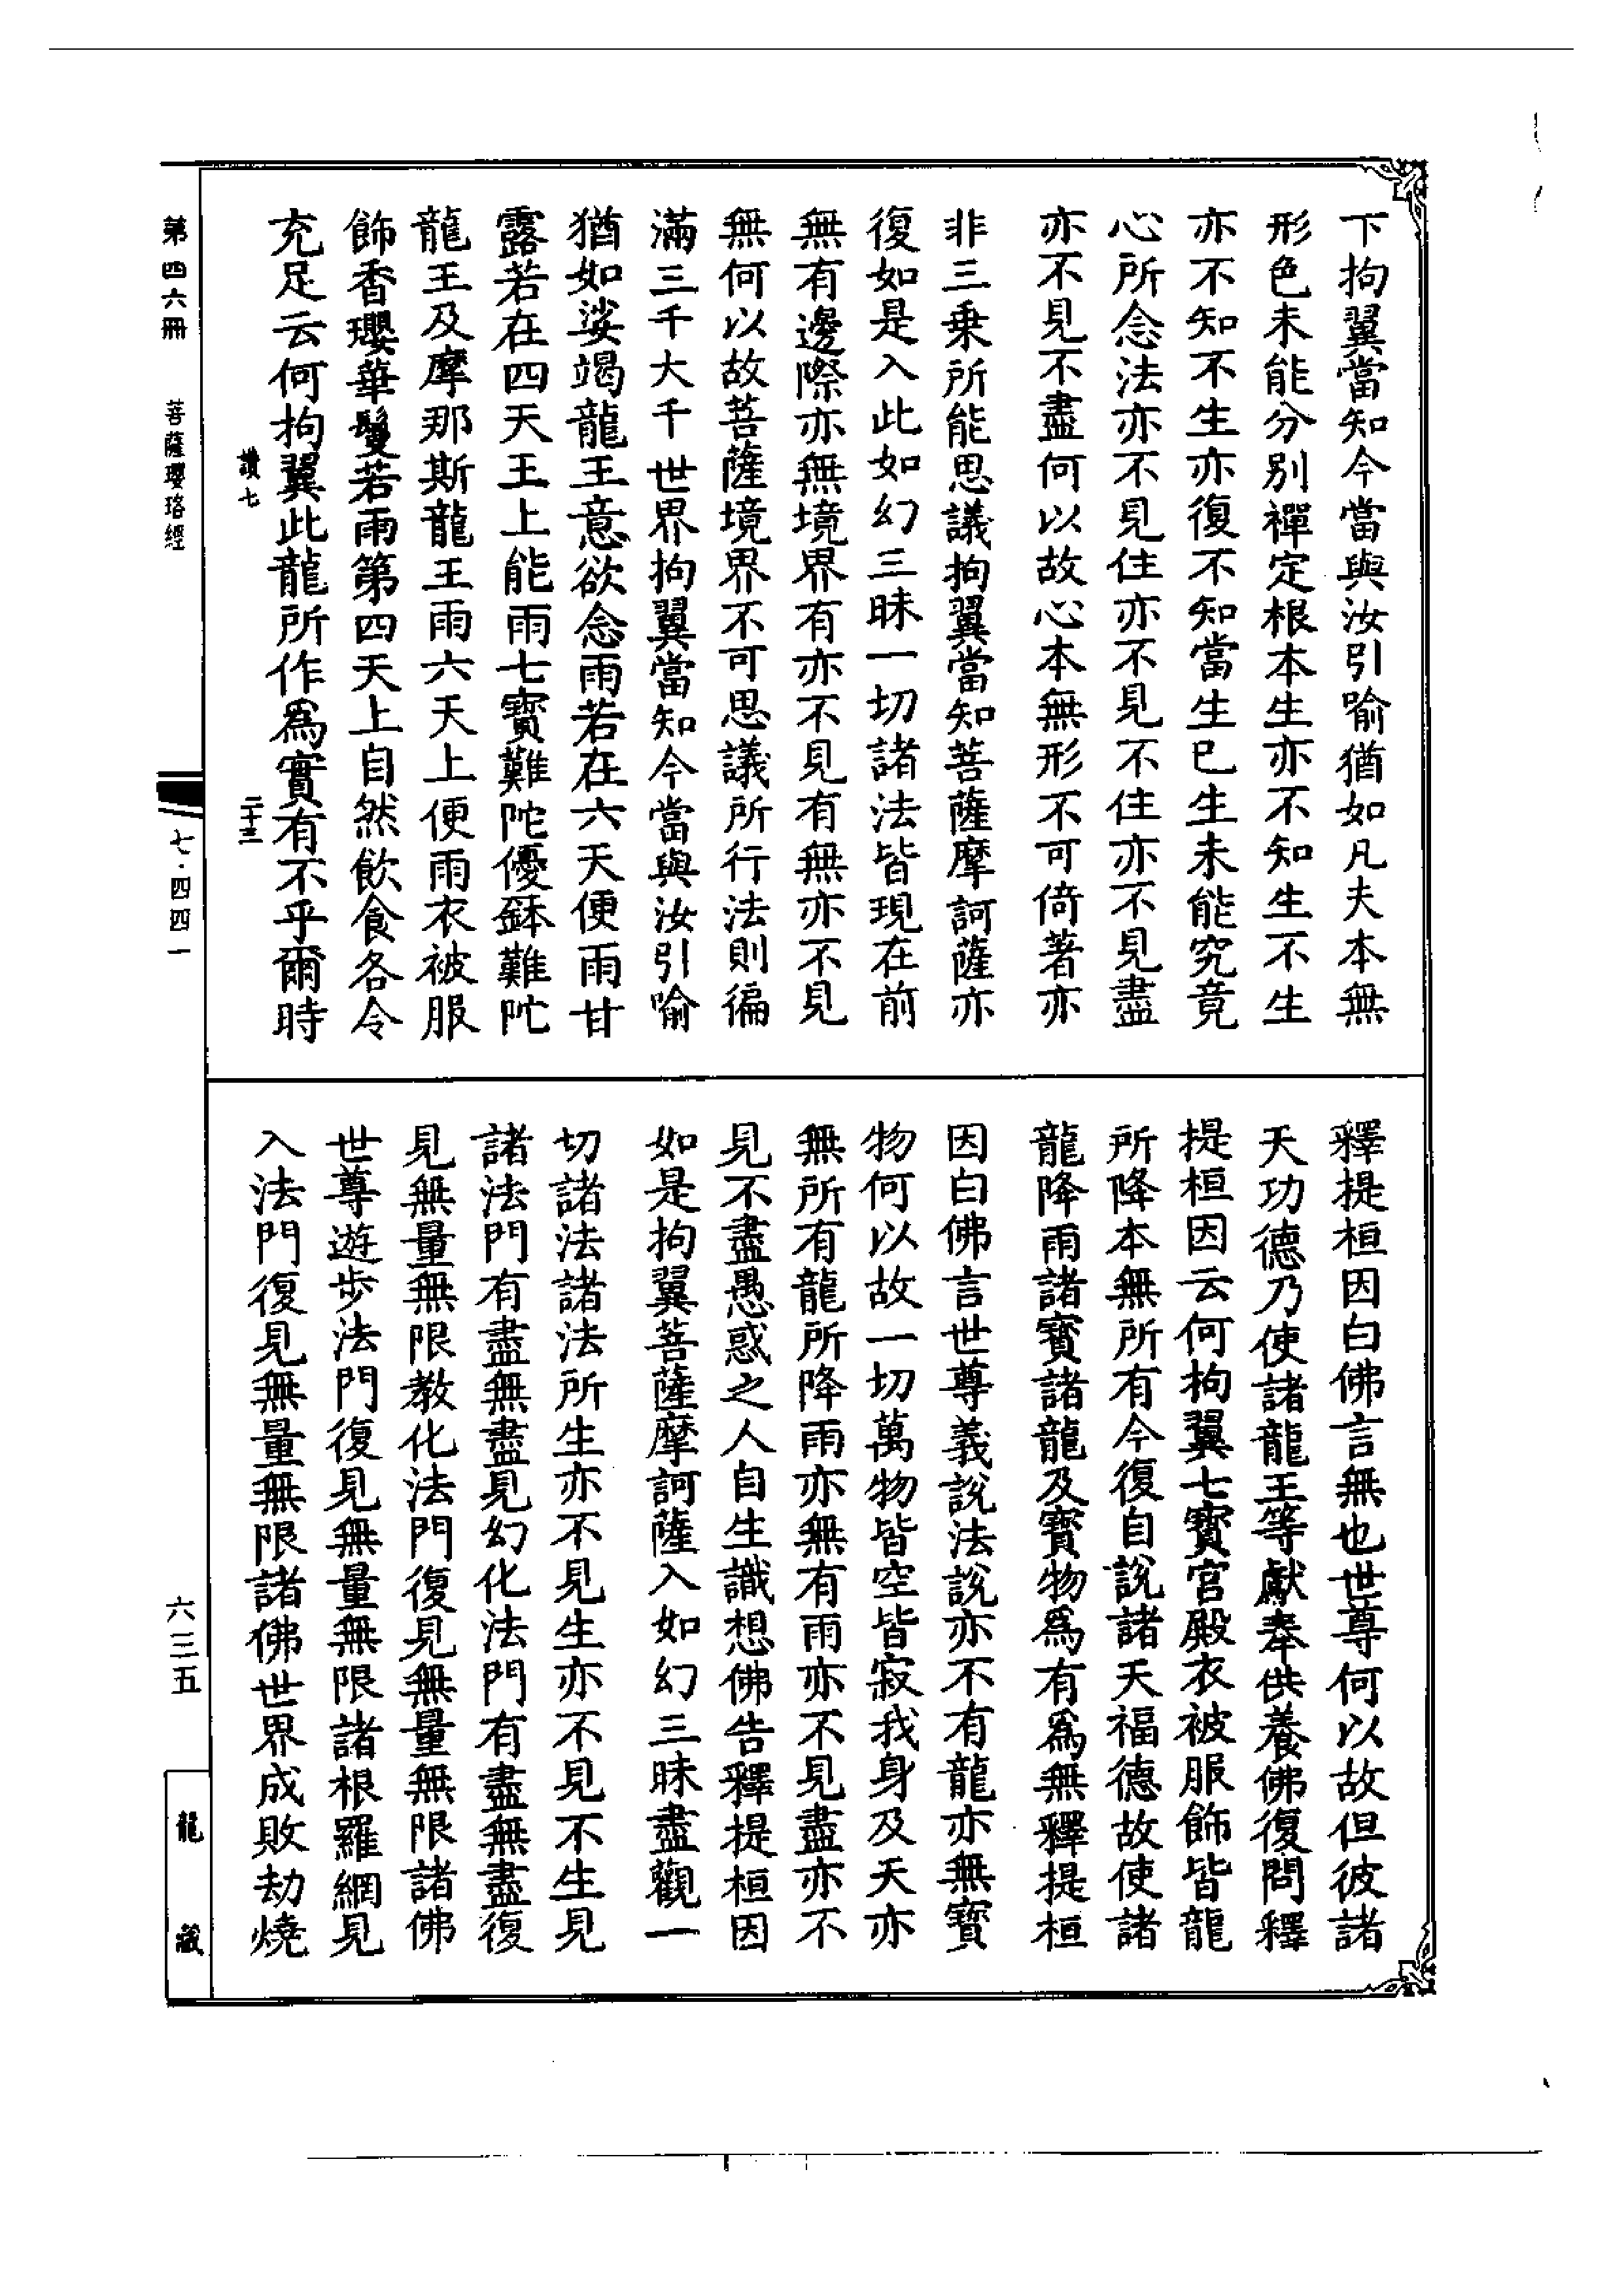 下拘翼當知今當與汝引喻猶如凡夫本無
形色未能分别禪定根本生亦不知生不生
亦不知不生亦復不知當生已生未能究竟
心所念法亦不見住亦不見不住亦不見盡
亦不見不盡何以故心本無形不可倚著亦
非三乘所能思議拘翼當知菩薩摩訶薩亦
復如是入此如幻三昧一切諸法皆現在前
無有邊際亦無境界有亦不見有無亦不見
無何以故菩薩境界不可思議所行法則徧
滿三千大千世界拘翼當知今當與汝引喻
猶如娑竭龍王意欲念雨若在六天便雨甘
露若在四天王上能雨七寶難陀優鉢難陀
龍王及摩那斯龍王雨六天上便雨衣被服
飾香瓔華鬘若雨第四天上自然飲食各令
充足云何拘翼此龍所作爲實有不乎爾時
讃七 二十三
釋提桓因白佛言無也世尊何以故但彼諸
天功德乃使諸龍王等獻奉供養佛復問釋
提桓因云何拘翼七寶宮殿衣被服飾皆龍
所降本無所有今復自說諸天福德故使諸
龍降雨諸寶諸龍及寶物爲有爲無釋提桓
因白佛言世尊義說法說亦不有龍亦無寶
物何以故一切萬物皆空皆寂我身及天亦
無所有龍所降雨亦無有雨亦不見盡亦不
見不盡愚惑之人自生識想佛告釋提桓因
如是拘翼菩薩摩訶薩入如幻三昧盡觀一
切諸法諸法所生亦不見生亦不見不生見
諸法門有盡無盡見幻化法門有盡無盡復
見無量無限教化法門復見無量無限諸佛
世尊遊步法門復見無量無限諸根羅網見
入法門復見無量無限諸佛世界成敗劫燒
第四六冊 菩薩瓔珞經
七·四四一
六三五
龍藏